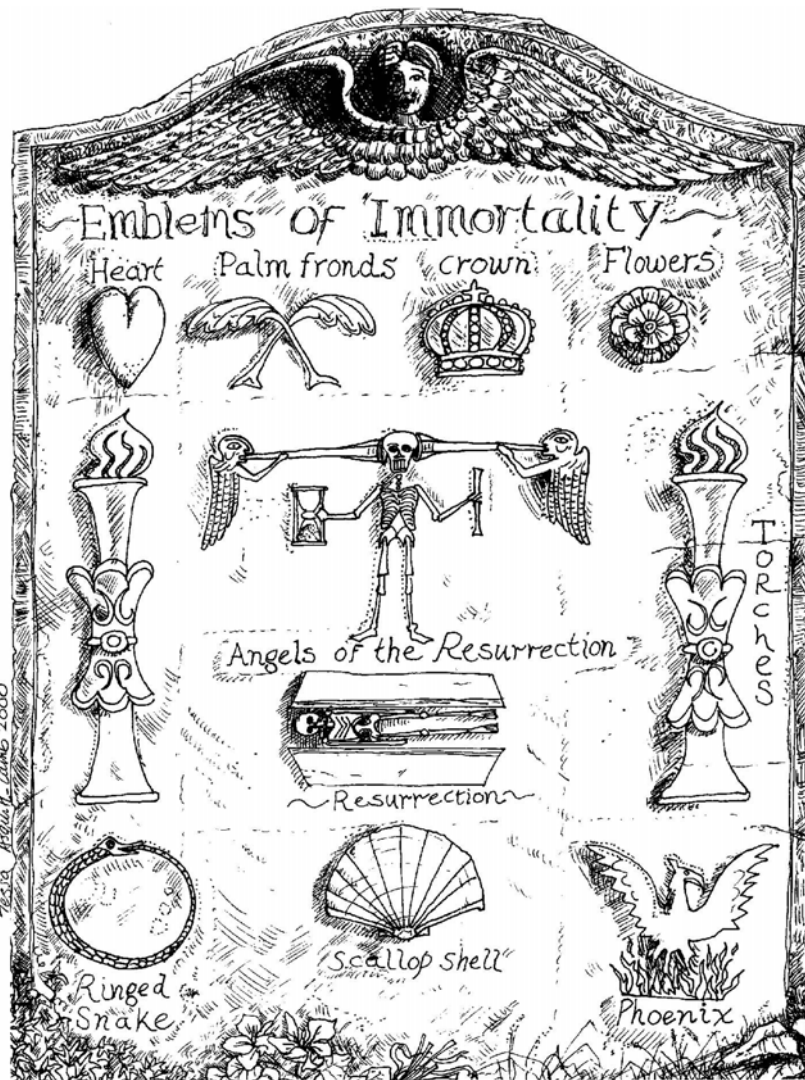 Emblems of Immortality
Heart Palm fronds crown Flowers
Torches
Angels of the Resurrection
Resurrection
Ringed
Snake
Scallop shell
Phoenix
2000